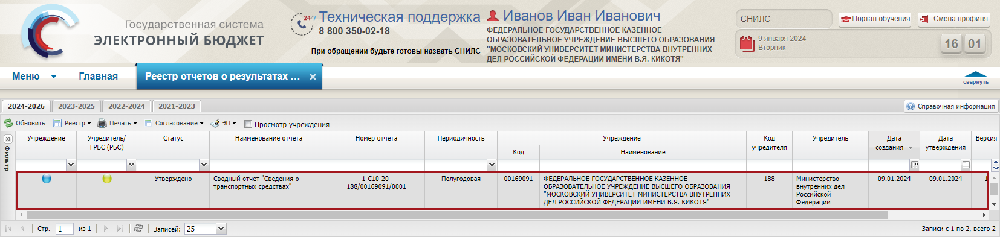 Государственная система
ЭЛЕКТРОННЫЙ БЮДЖЕТ
24/7
Техническая поддержка
8 800 350-02-18
При обращении будьте готовы назвать СНИЛС
Иванов Иван Иванович
ФЕДЕРАЛЬНОЕ ГОСУДАРСТВЕННОЕ КАЗЕННОЕ
ОБРАЗОВАТЕЛЬНОЕ УЧРЕЖДЕНИЕ ВЫСШЕГО ОБРАЗОВАНИЯ
"МОСКОВСКИЙ УНИВЕРСИТЕТ МИНИСТЕРСТВА ВНУТРЕННИХ
ДЕЛ РОССИЙСКОЙ ФЕДЕРАЦИИ ИМЕНИ В.Я. КИКОТЯ"
СНИЛС
Портал обучения
Смена профиля
9 января 2024
Вторник
16 01
Меню
Главная
Реестр отчетов о результатах ...
свернуть
2024-2026
2023-2025
2022-2024
2021-2023
Справочная информация
Обновить
Реестр
Печать
Согласование
ЭП
Просмотр учреждения
Фильтр
Учреждение
Учредитель/
ГРБС (РБС)
Статус
Наименование отчета
Номер отчета
Периодичность
Учреждение
Код
Наименование
Код
учредителя
Учредитель
Дата
создания
Дата
утверждения
Версия
Утверждено
Сводный отчет "Сведения о
транспортных средствах"
1-С10-20-
188/00169091/0001
Полугодовая
00169091
ФЕДЕРАЛЬНОЕ ГОСУДАРСТВЕННОЕ КАЗЕННОЕ
ОБРАЗОВАТЕЛЬНОЕ УЧРЕЖДЕНИЕ ВЫСШЕГО ОБРАЗОВАНИЯ
"МОСКОВСКИЙ УНИВЕРСИТЕТ МИНИСТЕРСТВА ВНУТРЕННИХ
ДЕЛ РОССИЙСКОЙ ФЕДЕРАЦИИ ИМЕНИ В.Я. КИКОТЯ"
188
Министерство
внутренних дел
Российской
Федерации
09.01.2024
09.01.2024
1
Стр. 1 из 1
Записей: 25
Записи с 1 по 2, всего 2